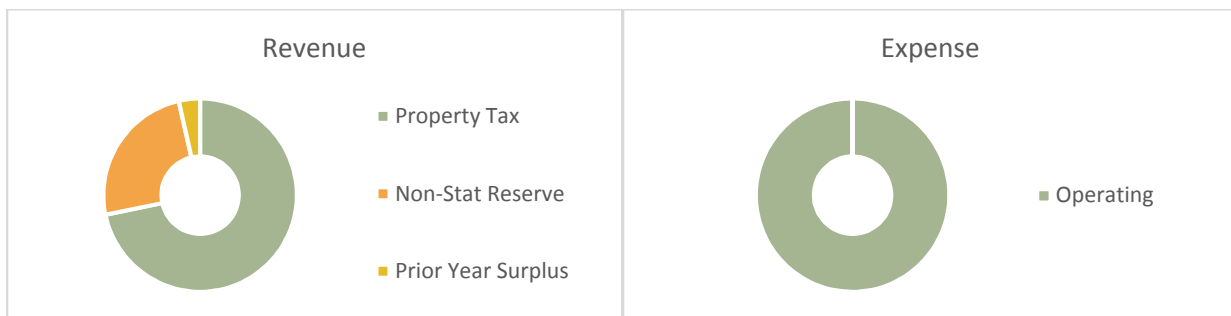 Revenue
Property Tax
Non-Stat Reserve
Prior Year Surplus
Expense
Operating